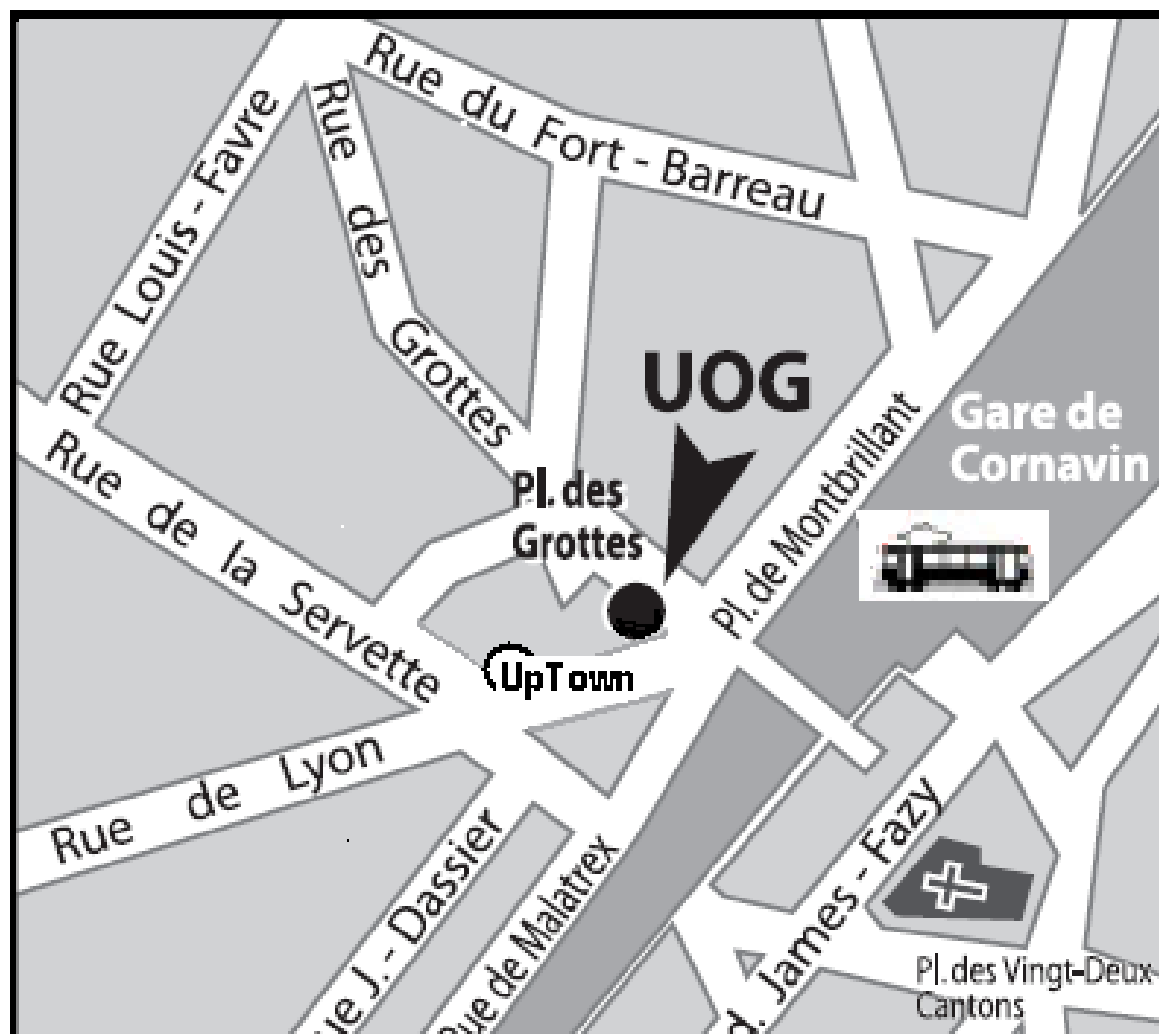 Rue du Fort - Barreau
Rue des Grottes
Rue Louis - Favre
UOG
Gare de
Cornavin
Pl. de Montbrillant
Pl. des
Grottes
Rue de la Servette
UpTown
Rue de Lyon
ue J. - Dassier
Rue de Malatrex
d. James - Fazy
Pl. des Vingt-Deux
Cantons